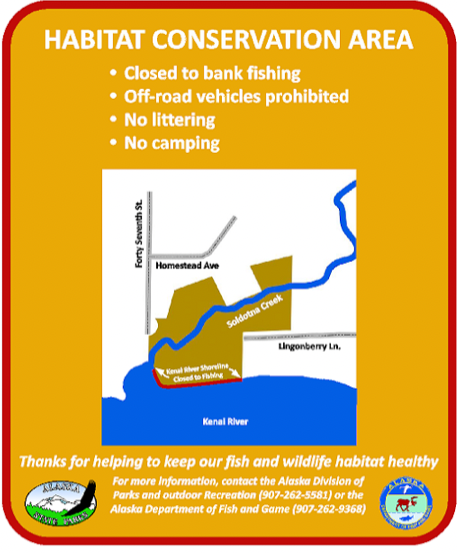 HABITAT CONSERVATION AREA
• Closed to bank fishing
• Off-road vehicles prohibited
• No littering
• No camping
Forty Seventh St.
Homestead Ave
Soldotna Creek
Lingonberry Ln.
Kenai River Shoreline
Closed to Fishing
Kenai River
Thanks for helping to keep our fish and wildlife habitat healthy
For more information, contact the Alaska Division of
Parks and outdoor Recreation (907-262-5581) or the
Alaska Department of Fish and Game (907-262-9368)
ALASKA
STATE PARKS
ALASKA